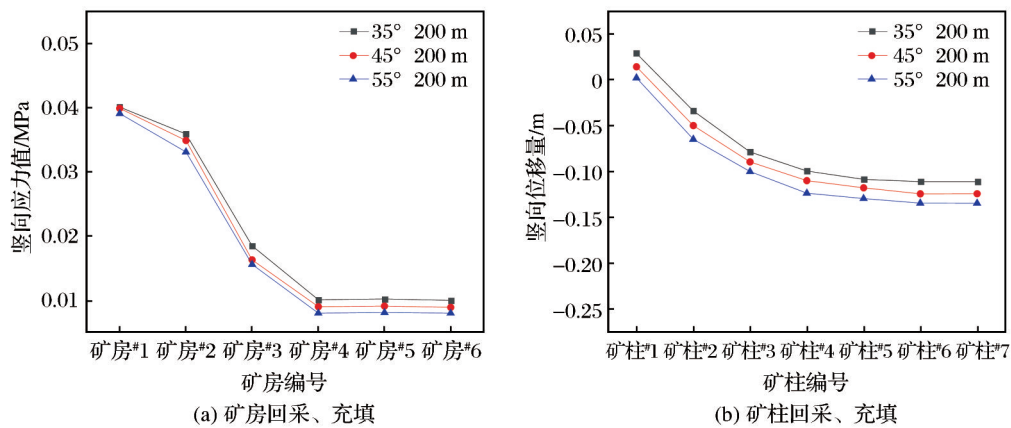 0.05
0.04
0.03
0.02
0.01
竖向应力值/MPa
35° 200 m
45° 200 m
55° 200 m
矿房#1 矿房#2 矿房#3 矿房#4 矿房#5 矿房#6
矿房编号
(a) 矿房回采、充填
0.05
0
−0.05
−0.10
−0.15
−0.20
−0.25
竖向位移量/m
35° 200 m
45° 200 m
55° 200 m
矿柱#1 矿柱#2 矿柱#3 矿柱#4 矿柱#5 矿柱#6 矿柱#7
矿柱编号
(b) 矿柱回采、充填